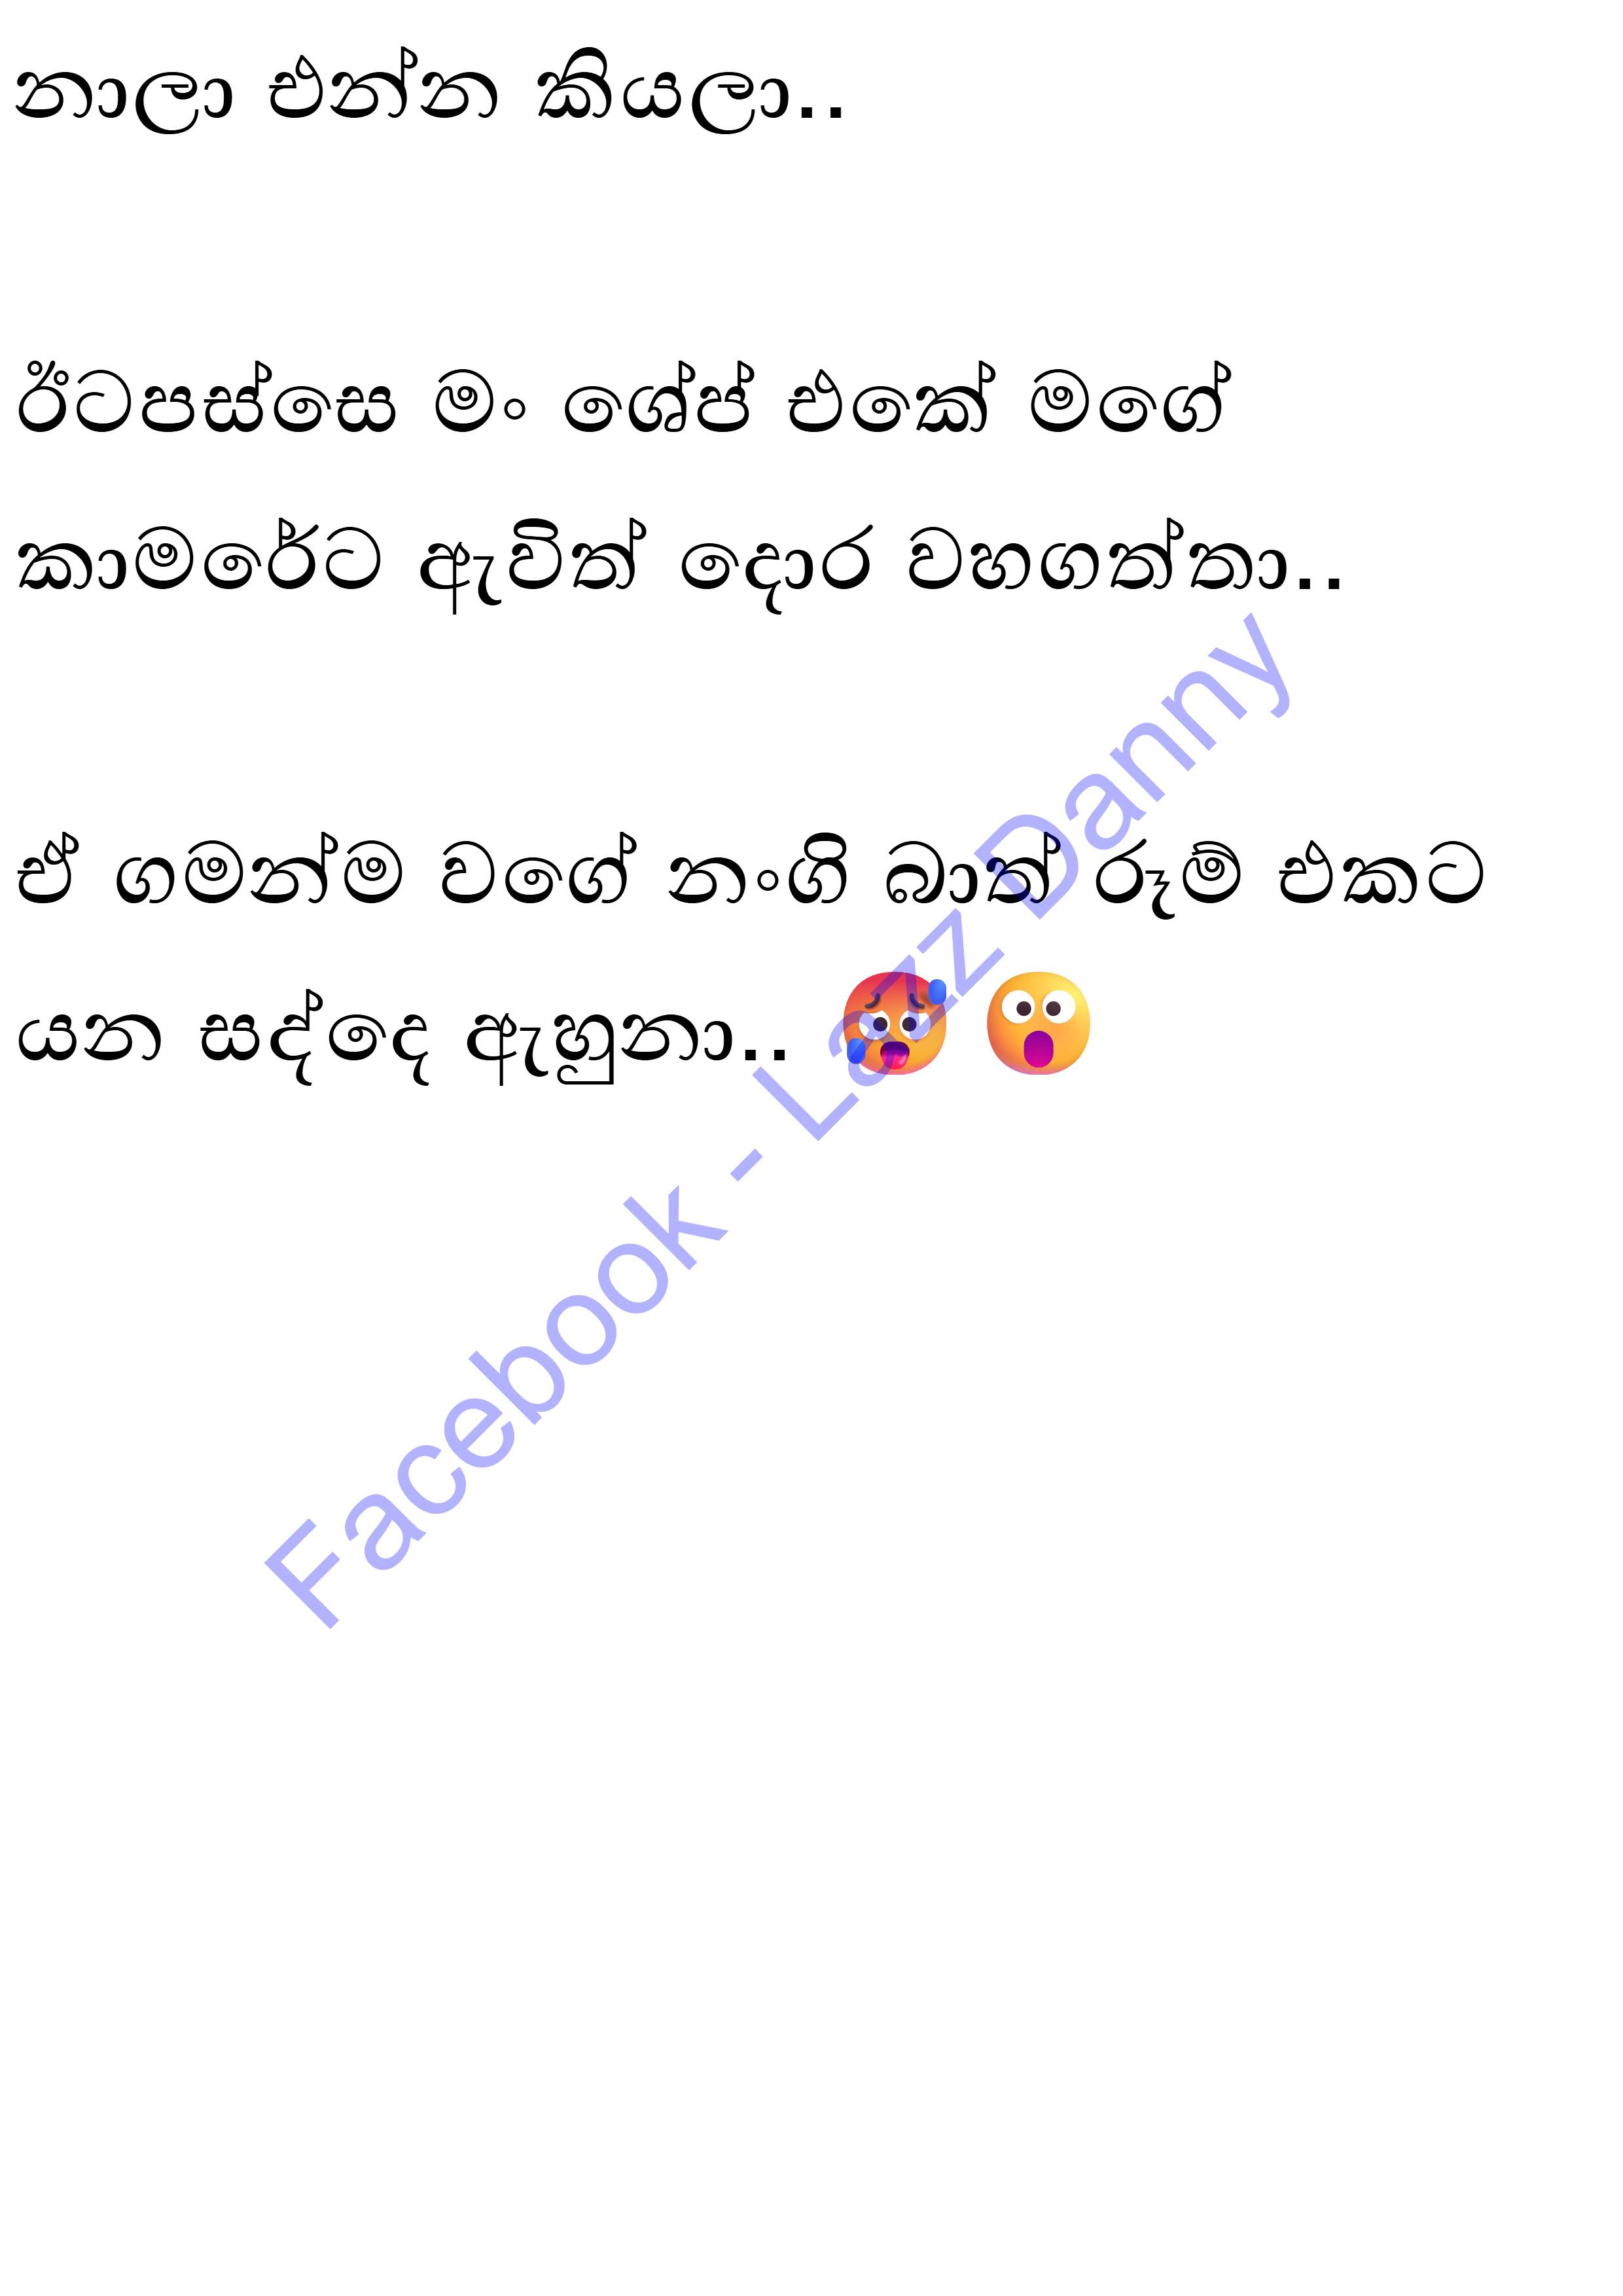 නාලා එන්න කියලා..
ඊටපස්සෙ මං ශේප් එකේ මගේ
කාමරේට ඇවිත් දොර වහගත්තා..
ඒ ගමන්ම වගේ නංගි බාත් රූම් එකට
යන සද්දෙ ඇහුනා.. 🥵 😲
Facebook - Lazz Danny